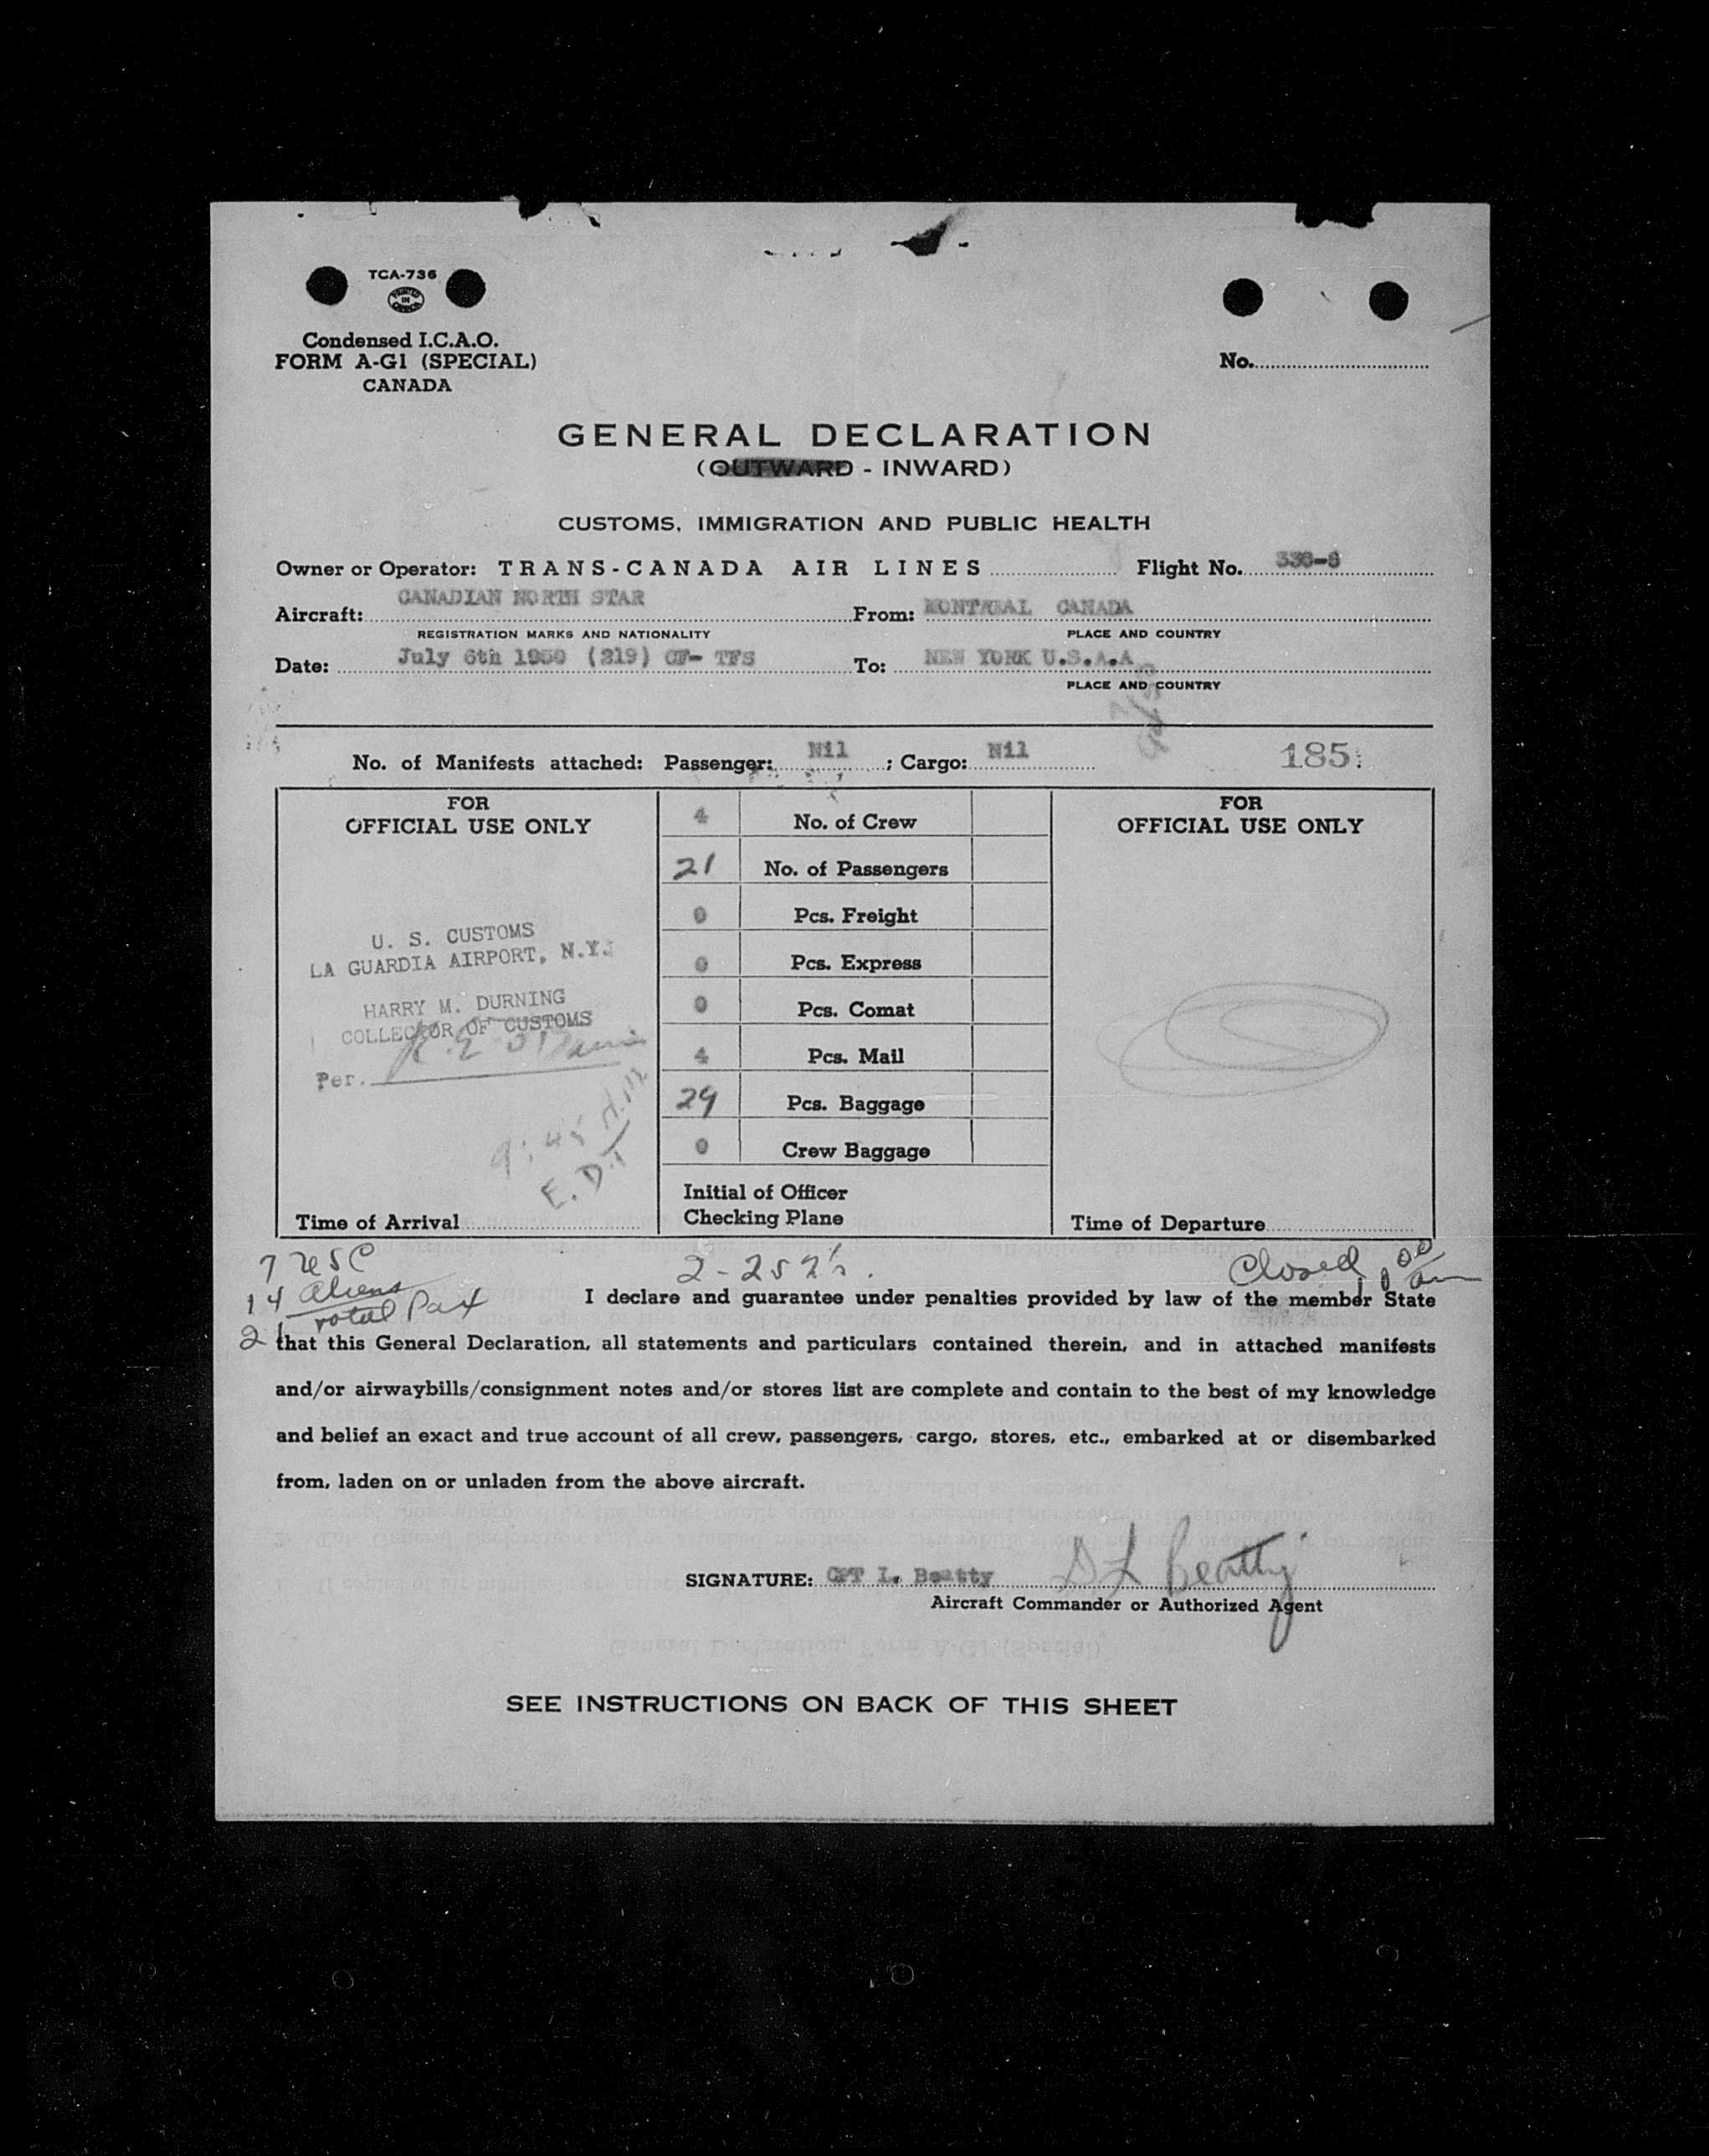 TCA-736
PRINTED IN CANADA
Condensed I.C.A.O.
FORM A-G1 (SPECIAL)
CANADA
No.
GENERAL DECLARATION
(OUTWARD - INWARD)
CUSTOMS, IMMIGRATION AND PUBLIC HEALTH
Owner or Operator: TRANS-CANADA AIR LINES Flight No.
Aircraft: CANADIAN NORTH STAR From: MONTREAL CANADA
REGISTRATION MARKS AND NATIONALITY PLACE AND COUNTRY
Date: July 6th 1950 (219) CF- TFS To: NEW YORK U.S.A.A
PLACE AND COUNTRY
No. of Manifests attached: Passenger: Nil ; Cargo: Nil 185
FOR
OFFICIAL USE ONLY
U. S. CUSTOMS
LA GUARDIA AIRPORT, N.Y.
HARRY M. DURNING
COLLECTOR OF CUSTOMS
Per.
9:45 A.M
E.D.T
Time of Arrival
4 No. of Crew
21 No. of Passengers
0 Pcs. Freight
0 Pcs. Express
0 Pcs. Comat
4 Pcs. Mail
29 Pcs. Baggage
0 Crew Baggage
Initial of Officer
Checking Plane
FOR
OFFICIAL USE ONLY
Time of Departure
7 USC
14 Aliens
21 total Pax
2-257's.
Closed 10 00 am
I declare and guarantee under penalties provided by law of the member State
that this General Declaration, all statements and particulars contained therein, and in attached manifests
and/or airwaybills/consignment notes and/or stores list are complete and contain to the best of my knowledge
and belief an exact and true account of all crew, passengers, cargo, stores, etc., embarked at or disembarked
from, laden on or unladen from the above aircraft.
SIGNATURE: CPT L. Beatty D L Beatty
Aircraft Commander or Authorized Agent
SEE INSTRUCTIONS ON BACK OF THIS SHEET